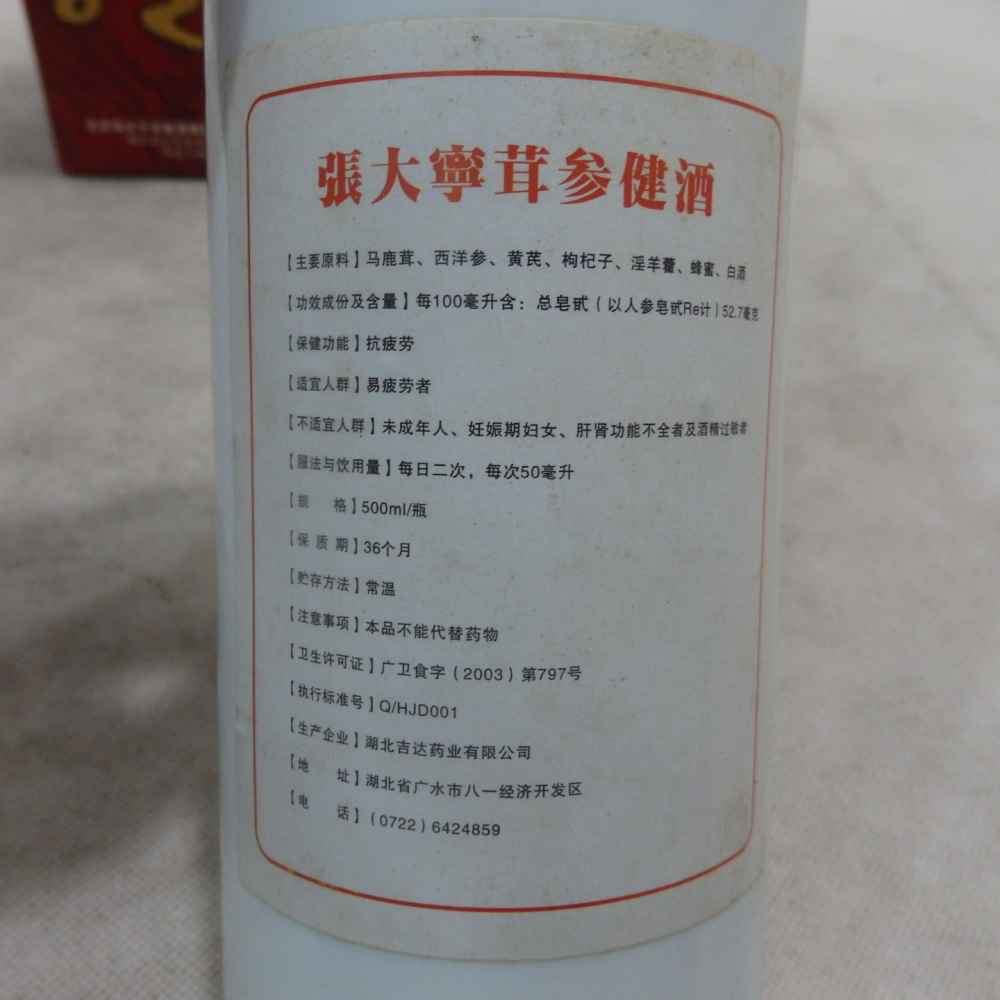 張大寧茸参健酒
【主要原料】马鹿茸、西洋参、黄芪、枸杞子、淫羊藿、蜂蜜、白酒
【功效成份及含量】每100毫升含：总皂甙（以人参皂甙Re计）52.7毫克
【保健功能】抗疲劳
【适宜人群】易疲劳者
【不适宜人群】未成年人、妊娠期妇女、肝肾功能不全者及酒精过敏者
【服法与饮用量】每日二次，每次50毫升
【规 格】500ml/瓶
【保 质 期】36个月
【贮存方法】常温
【注意事项】本品不能代替药物
【卫生许可证】广卫食字（2003）第797号
【执行标准号】Q/HJD001
【生产企业】湖北吉达药业有限公司
【地 址】湖北省广水市八一经济开发区
【电 话】（0722）6424859